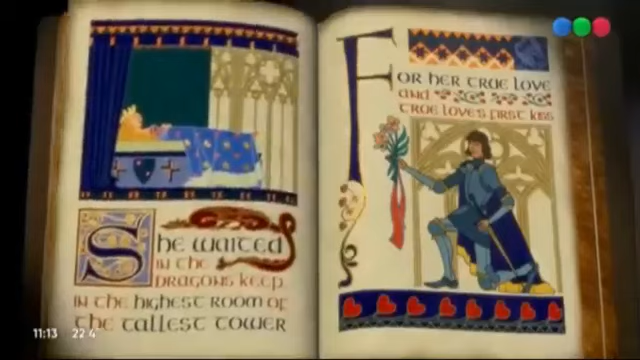 She waited
in the
dragons keep
in the highest room of
the tallest tower
For her true love
and
true love's first kiss
11:13 22.4°